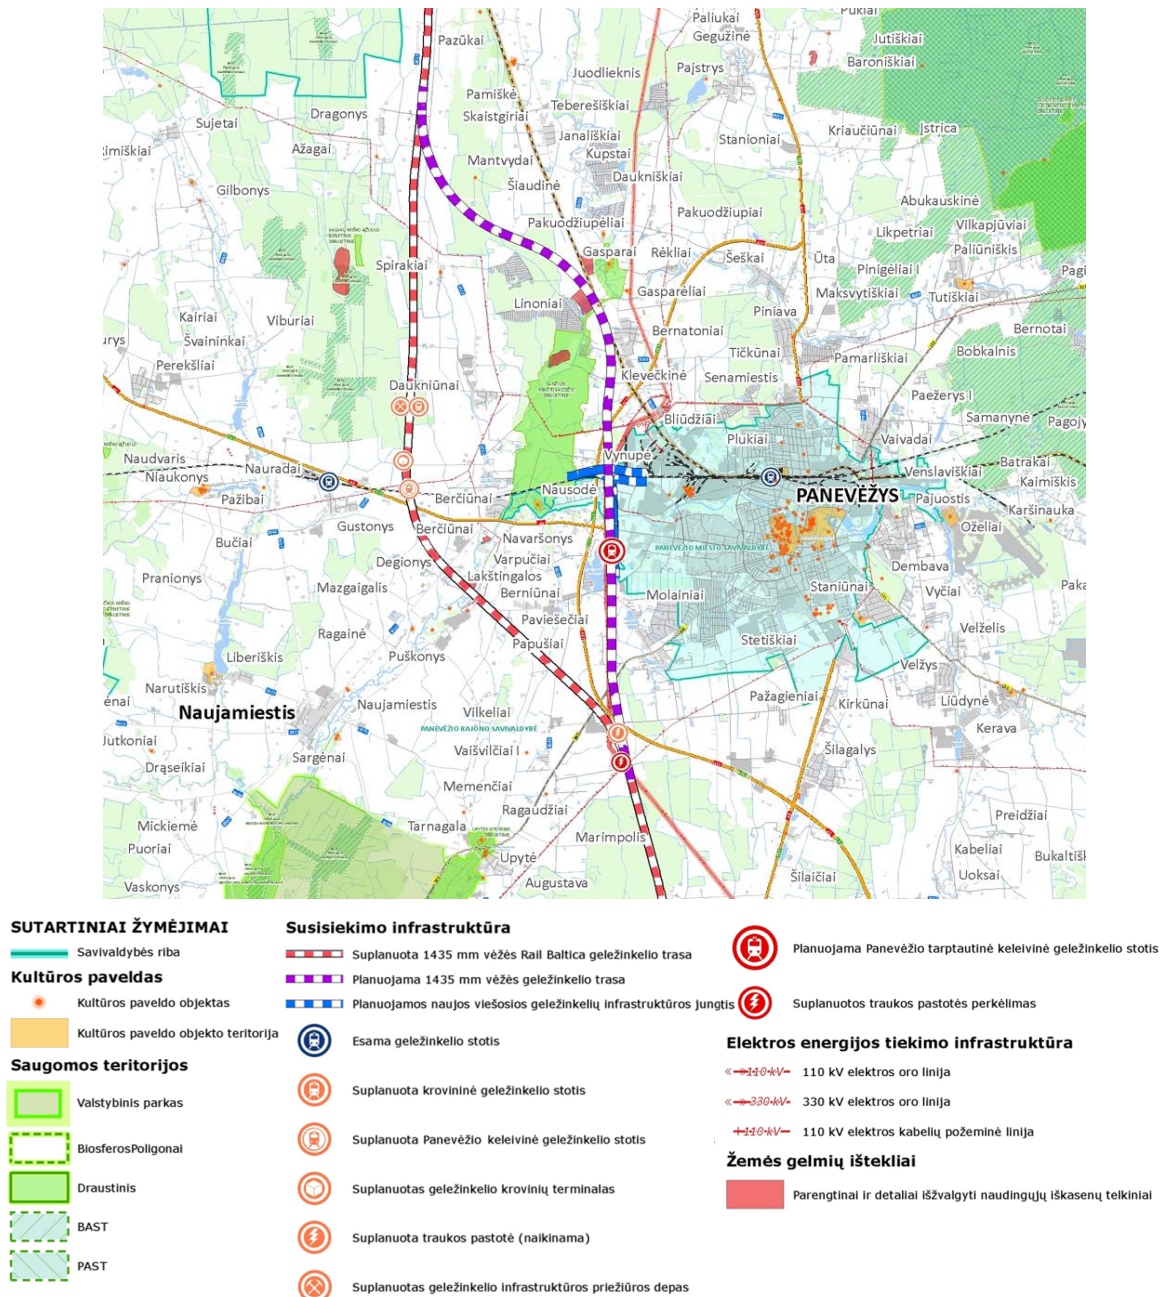 Pazūkai
Paliukai
Gegužinė
Pukiai
Jutiškiai
Baroniškiai
Juodlieknis
Pajstrys
Pamiškė
Skaistgiriai
Teberešiškiai
Dragonys
Sujetai
Janališkiai
Kupstai
Stanioniai
Kriaučiūnai
Įstrica
Ažagai
Mantvydai
Daukniškiai
Gilbonys
Šiaudinė
Abukauskinė
Pakuodžiupėliai
Pakuodžiupiai
Vilkapjūviai
Likpetriai
Paliūniškis
Spirakiai
Gasparai
Rėkliai
Šeškai
Ūta
Pinigėliai I
Gasparėliai
Maksvytiškiai
Tutiškiai
Linoniai
Piniava
Kairiai
Viburiai
Bernatoniai
Bernotai
Švaininkai
Tičkūnai
Pamarliškiai
Bobkalnis
Perekšliai
Daukniūnai
Klevečkinė
Senamiestis
Paežerys I
Samanynė
Bliūdžiai
Plukiai
Vaivadai
Naudvaris
Nauradai
Vynupė
Batrakai
Niaukonys
Venslaviškiai
Kaimiškis
Pažibai
Berčiūnai
Nausodė
PANEVĖŽYS
Pajuostis
Karšinauka
Gustonys
Berčiūnai
Oželiai
Bučiai
Navaršonys
PANEVĖŽIO MIESTO SAVIVALDYBĖ
Degionys
Varpučiai
Dembava
Pranionys
Lakštingalos
Mazgaigalis
Berniūnai
Staniūnai
Molainiai
Vyčiai
Paviešečiai
Ragainė
Velželis
Papušiai
Stetiškiai
Liberiškis
Puškonys
Velžys
Narutiškis
Pažagieniai
Naujamiestis
Naujamiestis
Vilkeliai
Kirkūnai
Liūdynė
PANEVĖŽIO RAJONO SAVIVALDYBĖ
Kerava
Jutkoniai
Sargėnai
Vaišvilčiai I
Šilagalys
Drąseikiai
Memenčiai
Ragaudžiai
Preidžiai
Mickiemė
Tarnagala
Marimpolis
Puoriai
Kabeliai
Upytė
Šilaičiai
Uoksai
Vaskonys
Augustava
SUTARTINIAI ŽYMĖJIMAI
Savivaldybės riba
Kultūros paveldas
Kultūros paveldo objektas
Kultūros paveldo objekto teritorija
Saugomos teritorijos
Valstybinis parkas
BiosferosPoligonai
Draustinis
BAST
PAST
Susisiekimo infrastruktūra
Suplanuota 1435 mm vėžės Rail Baltica geležinkelio trasa
Planuojama 1435 mm vėžės geležinkelio trasa
Planuojamos naujos viešosios geležinkelių infrastruktūros jungtis
Esama geležinkelio stotis
Suplanuota krovininė geležinkelio stotis
Suplanuota Panevėžio keleivinė geležinkelio stotis
Suplanuotas geležinkelio krovinių terminalas
Suplanuota traukos pastotė (naikinama)
Suplanuotas geležinkelio infrastruktūros priežiūros depas
Planuojama Panevėžio tarptautinė keleivinė geležinkelio stotis
Suplanuotos traukos pastotės perkėlimas
Elektros energijos tiekimo infrastruktūra
110 kV 110 kV elektros oro linija
330 kV 330 kV elektros oro linija
110 kV 110 kV elektros kabelių požeminė linija
Žemės gelmių ištekliai
Parengtinai ir detaliai išžvalgyti naudingųjų iškasenų telkiniai